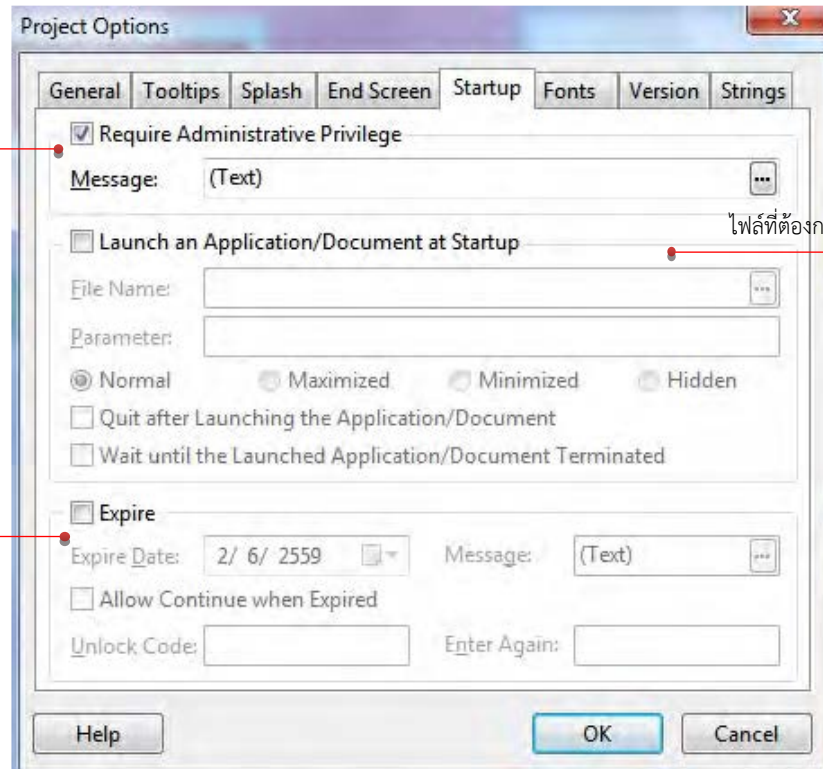 Project Options
General Tooltips Splash End Screen Startup Fonts Version Strings
Require Administrative Privilege
Message: (Text) ...
ไฟล์ที่ต้องก
Launch an Application/Document at Startup
File Name: ...
Parameter:
Normal Maximized Minimized Hidden
Quit after Launching the Application/Document
Wait until the Launched Application/Document Terminated
Expire
Expire Date: 2/ 6/ 2559 Message: (Text) ...
Allow Continue when Expired
Unlock Code: Enter Again:
Help OK Cancel